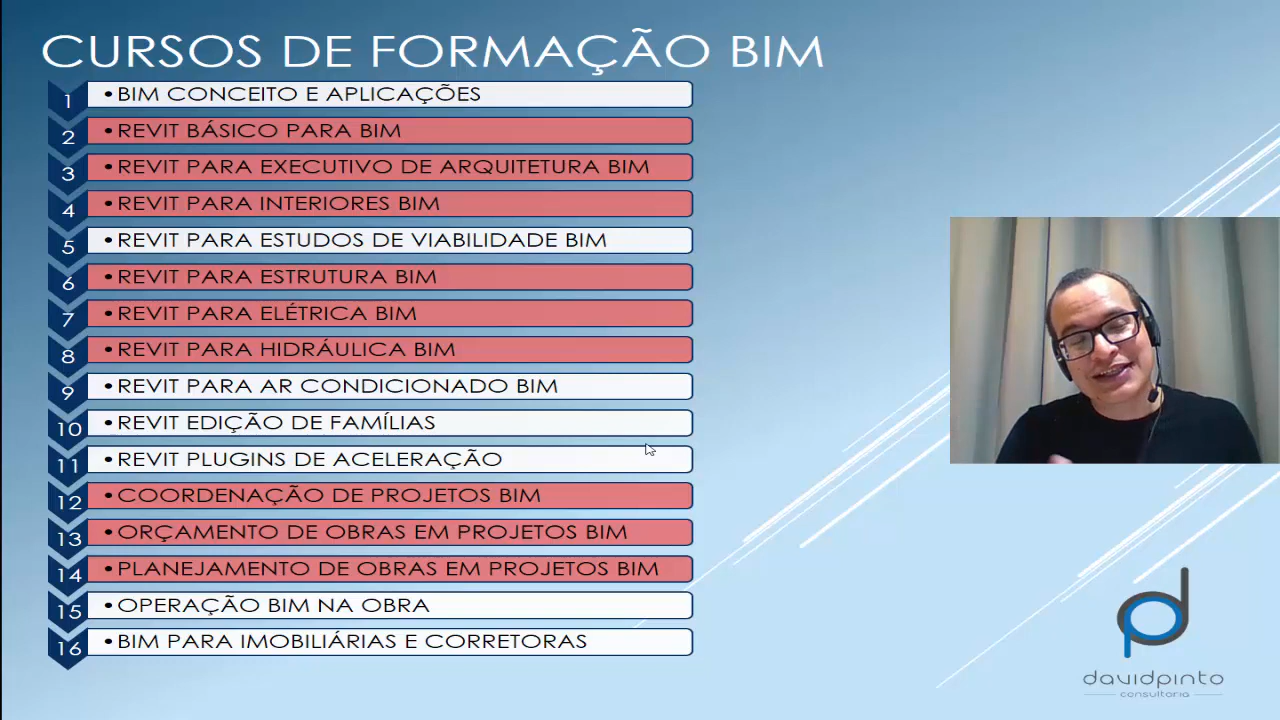 CURSOS DE FORMAÇÃO BIM
1 •BIM CONCEITO E APLICAÇÕES
2 •REVIT BÁSICO PARA BIM
3 •REVIT PARA EXECUTIVO DE ARQUITETURA BIM
4 •REVIT PARA INTERIORES BIM
5 •REVIT PARA ESTUDOS DE VIABILIDADE BIM
6 •REVIT PARA ESTRUTURA BIM
7 •REVIT PARA ELÉTRICA BIM
8 •REVIT PARA HIDRÁULICA BIM
9 •REVIT PARA AR CONDICIONADO BIM
10 •REVIT EDIÇÃO DE FAMÍLIAS
11 •REVIT PLUGINS DE ACELERAÇÃO
12 •COORDENAÇÃO DE PROJETOS BIM
13 •ORÇAMENTO DE OBRAS EM PROJETOS BIM
14 •PLANEJAMENTO DE OBRAS EM PROJETOS BIM
15 •OPERAÇÃO BIM NA OBRA
16 •BIM PARA IMOBILIÁRIAS E CORRETORAS
davidpinto
consultoria